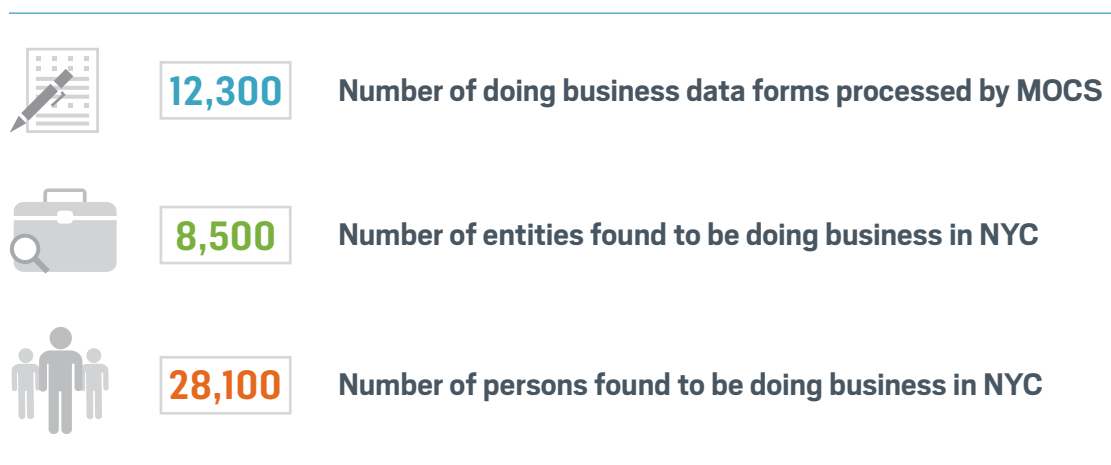 12,300 Number of doing business data forms processed by MOCS
8,500 Number of entities found to be doing business in NYC
28,100 Number of persons found to be doing business in NYC